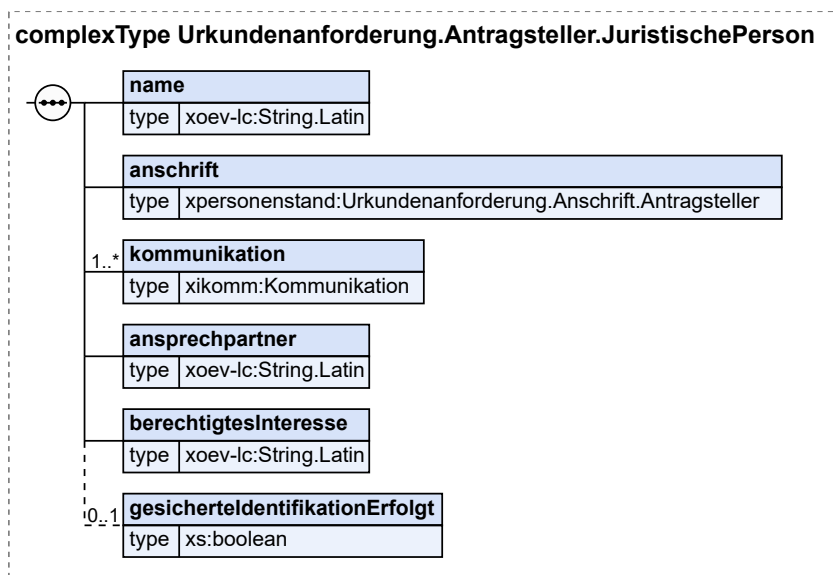 complexType Urkundenanforderung.Antragsteller.JuristischePerson
name
type xoev-lc:String.Latin
anschrift
type xpersonenstand:Urkundenanforderung.Anschrift.Antragsteller
1..* kommunikation
type xikomm:Kommunikation
ansprechpartner
type xoev-lc:String.Latin
berechtigtesInteresse
type xoev-lc:String.Latin
0..1 gesicherteIdentifikationErfolgt
type xs:boolean